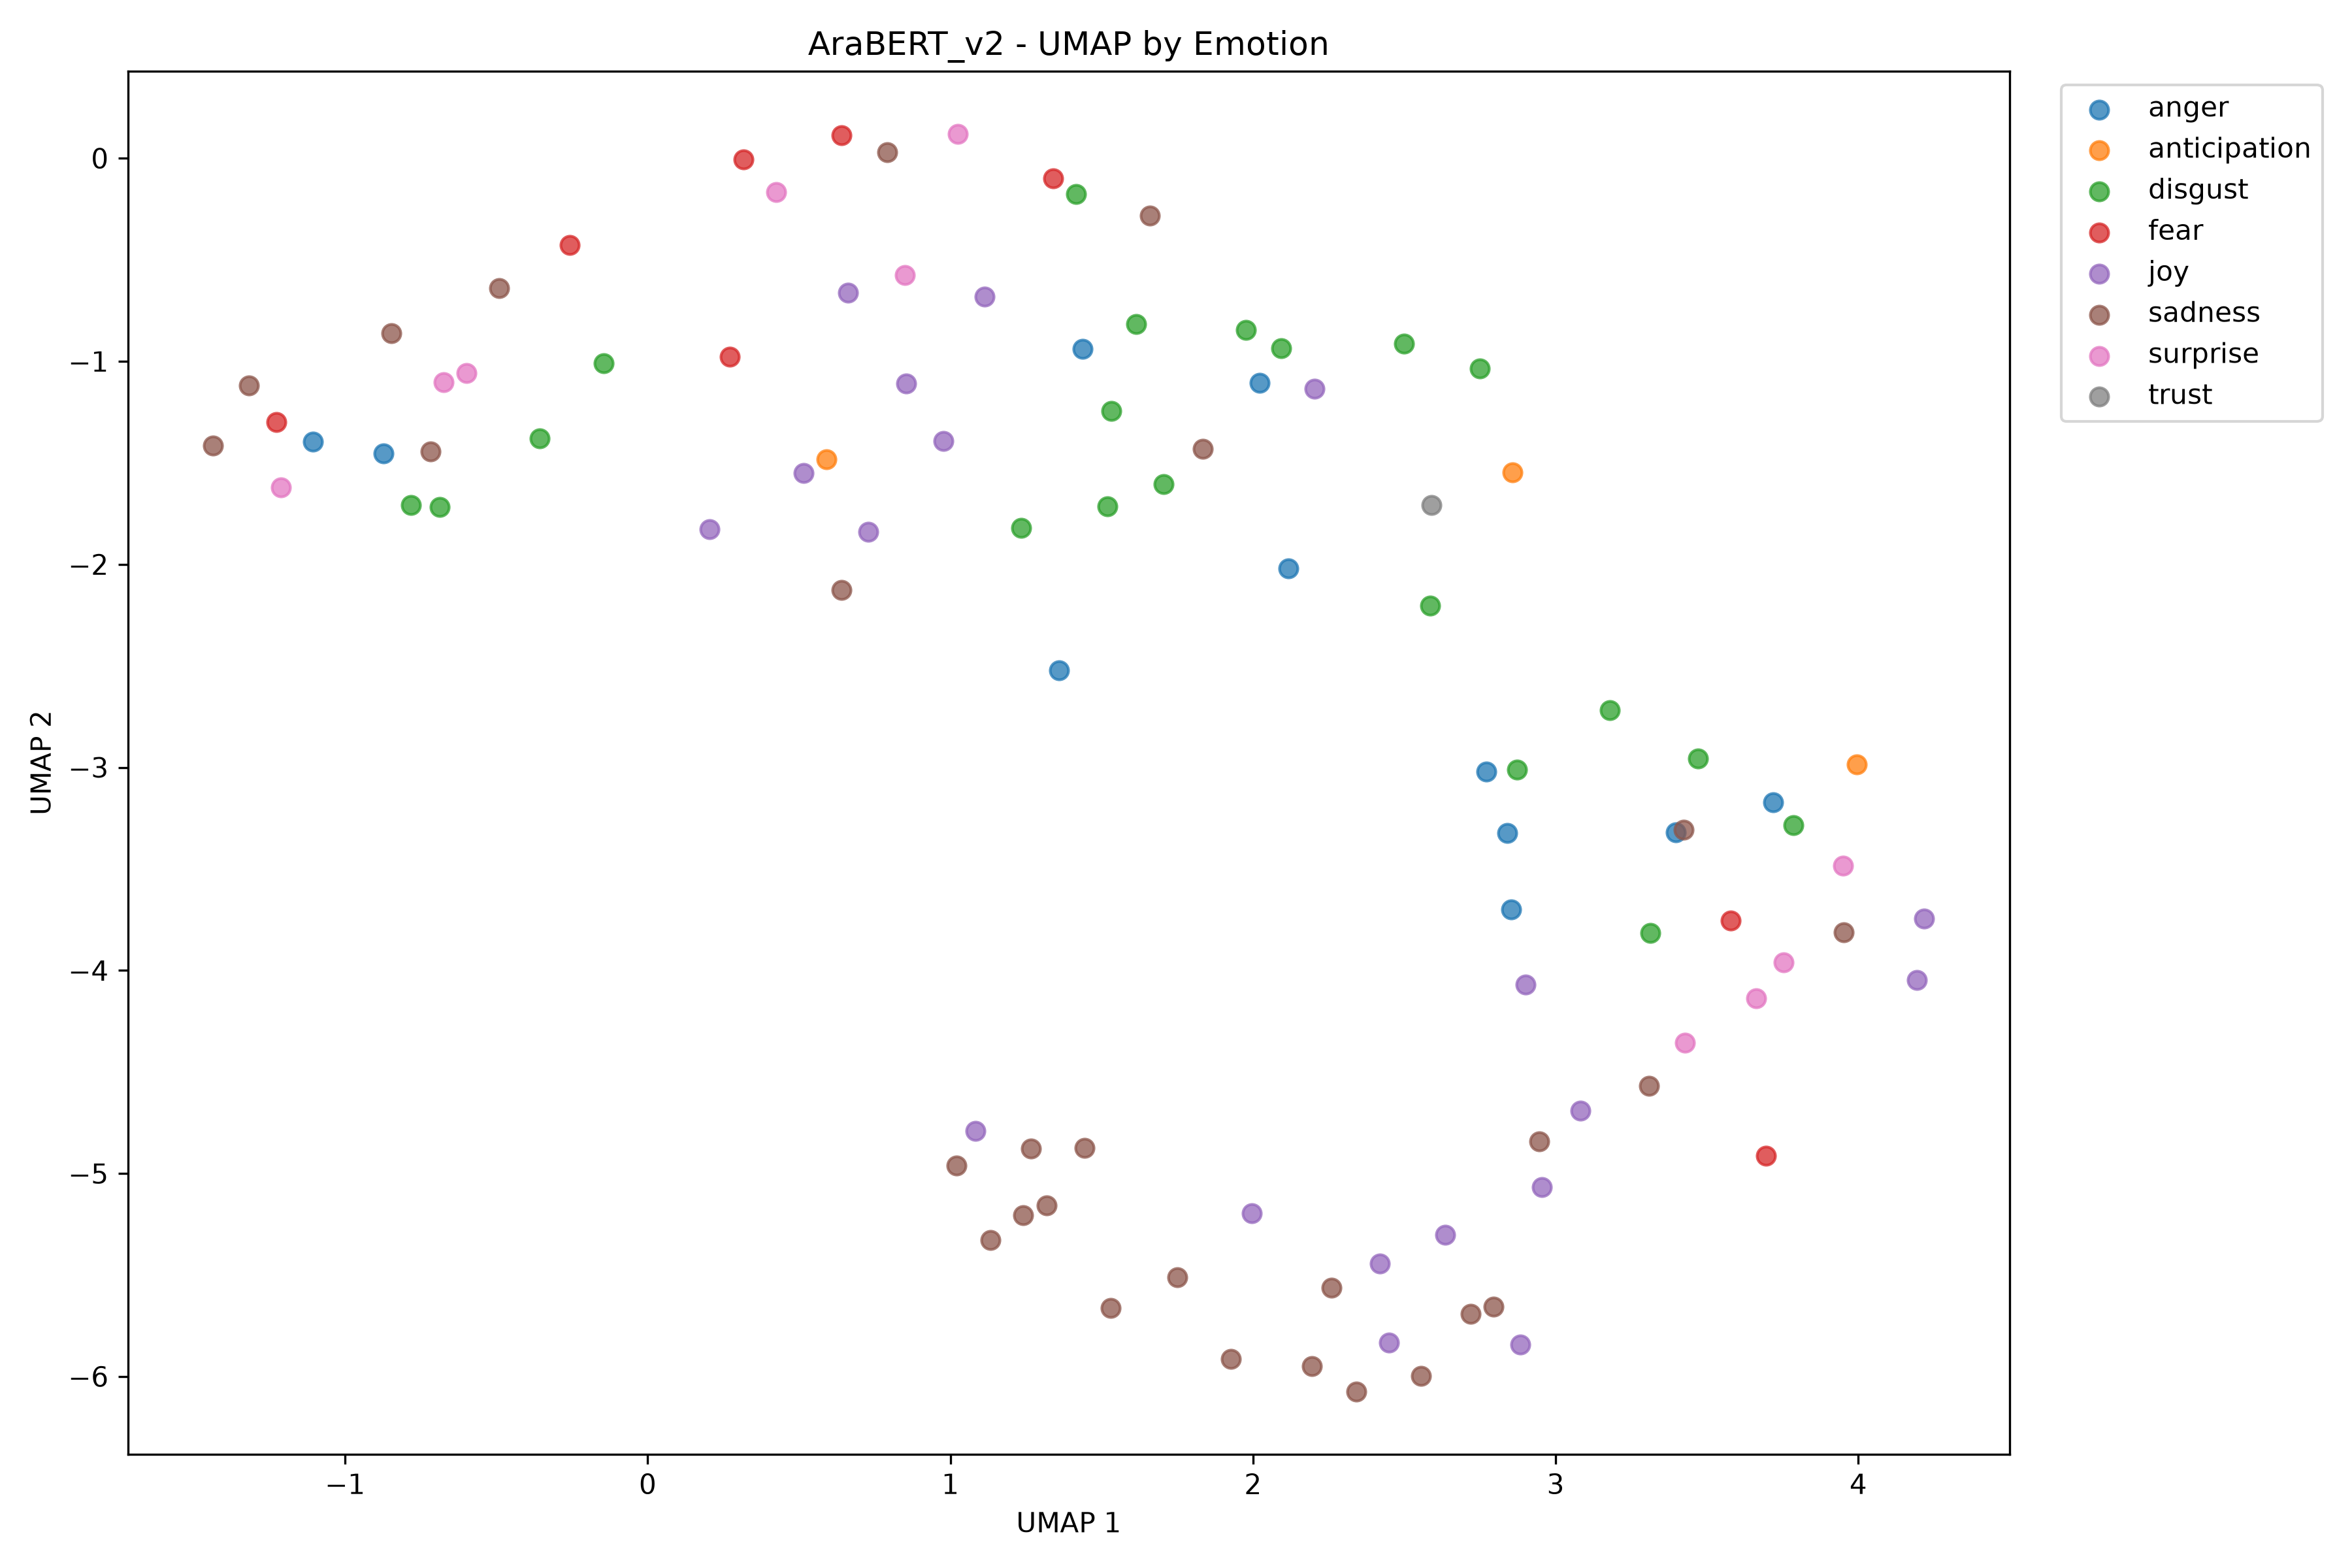 AraBERT_v2 - UMAP by Emotion
anger
anticipation
disgust
fear
joy
sadness
surprise
trust
0
−1
−2
−3
−4
−5
−6
UMAP 2
−1
0
1
2
3
4
UMAP 1